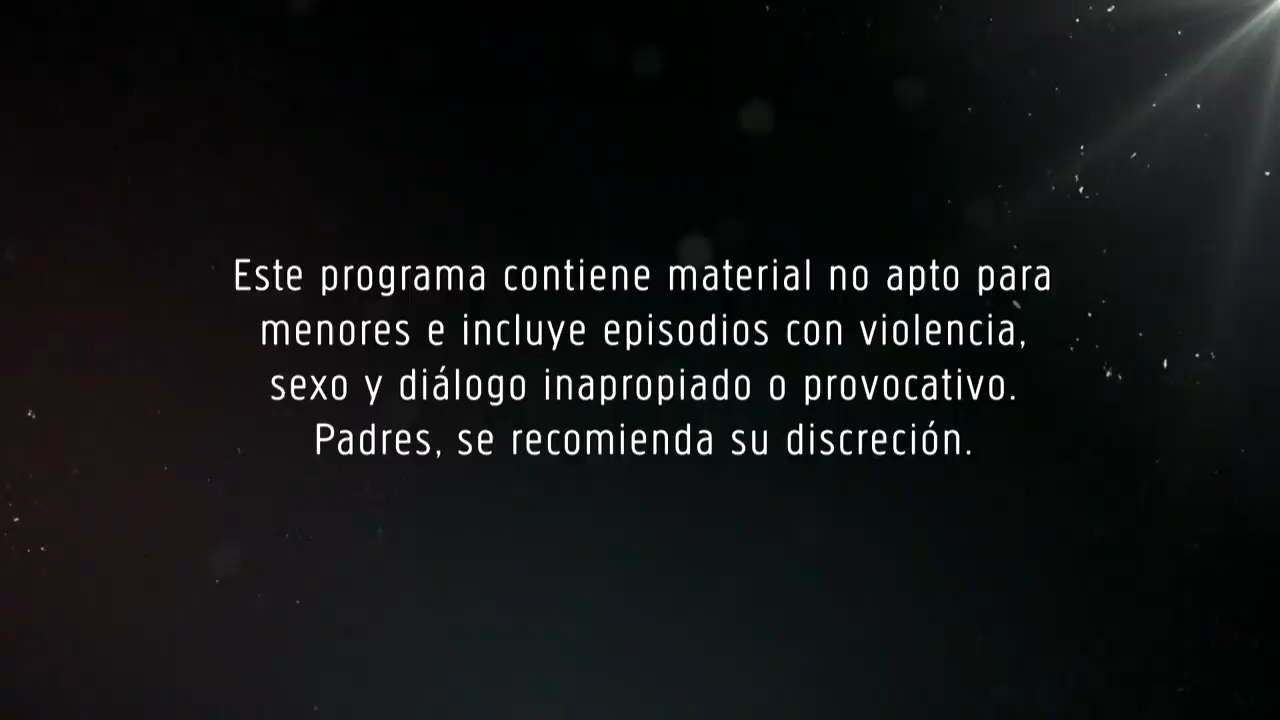 Este programa contiene material no apto para
menores e incluye episodios con violencia,
sexo y diálogo inapropiado o provocativo.
Padres, se recomienda su discreción.